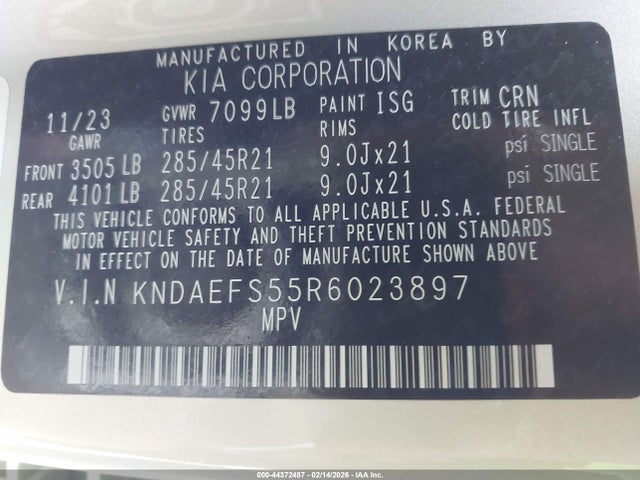 MANUFACTURED IN KOREA BY
KIA CORPORATION
11/23 GVWR 7099LB PAINT ISG TRIM CRN
GAWR TIRES RIMS COLD TIRE INFL
FRONT 3505 LB 285/45R21 9.0Jx21 psi SINGLE
REAR 4101 LB 285/45R21 9.0Jx21 psi SINGLE
THIS VEHICLE CONFORMS TO ALL APPLICABLE U.S.A. FEDERAL
MOTOR VEHICLE SAFETY AND THEFT PREVENTION STANDARDS
IN EFFECT ON THE DATE OF MANUFACTURE SHOWN ABOVE
V.I.N KNDAEFS55R6023897
MPV
000-44372487 - 02/14/2026 - IAA Inc.